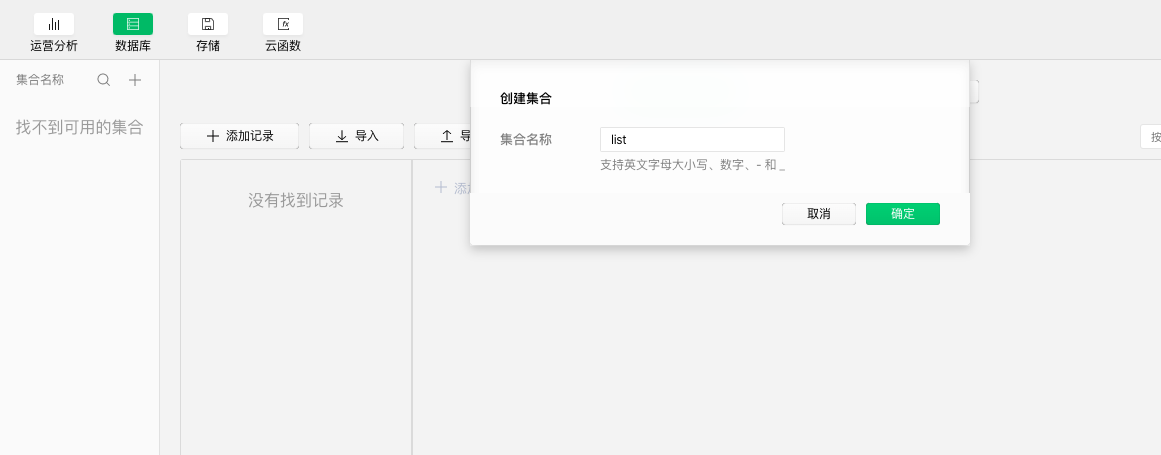 运营分析
数据库
存储
云函数
集合名称
找不到可用的集合
添加记录
导入
没有找到记录
创建集合
集合名称
list
支持英文字母大小写、数字、- 和 _
取消
确定
按